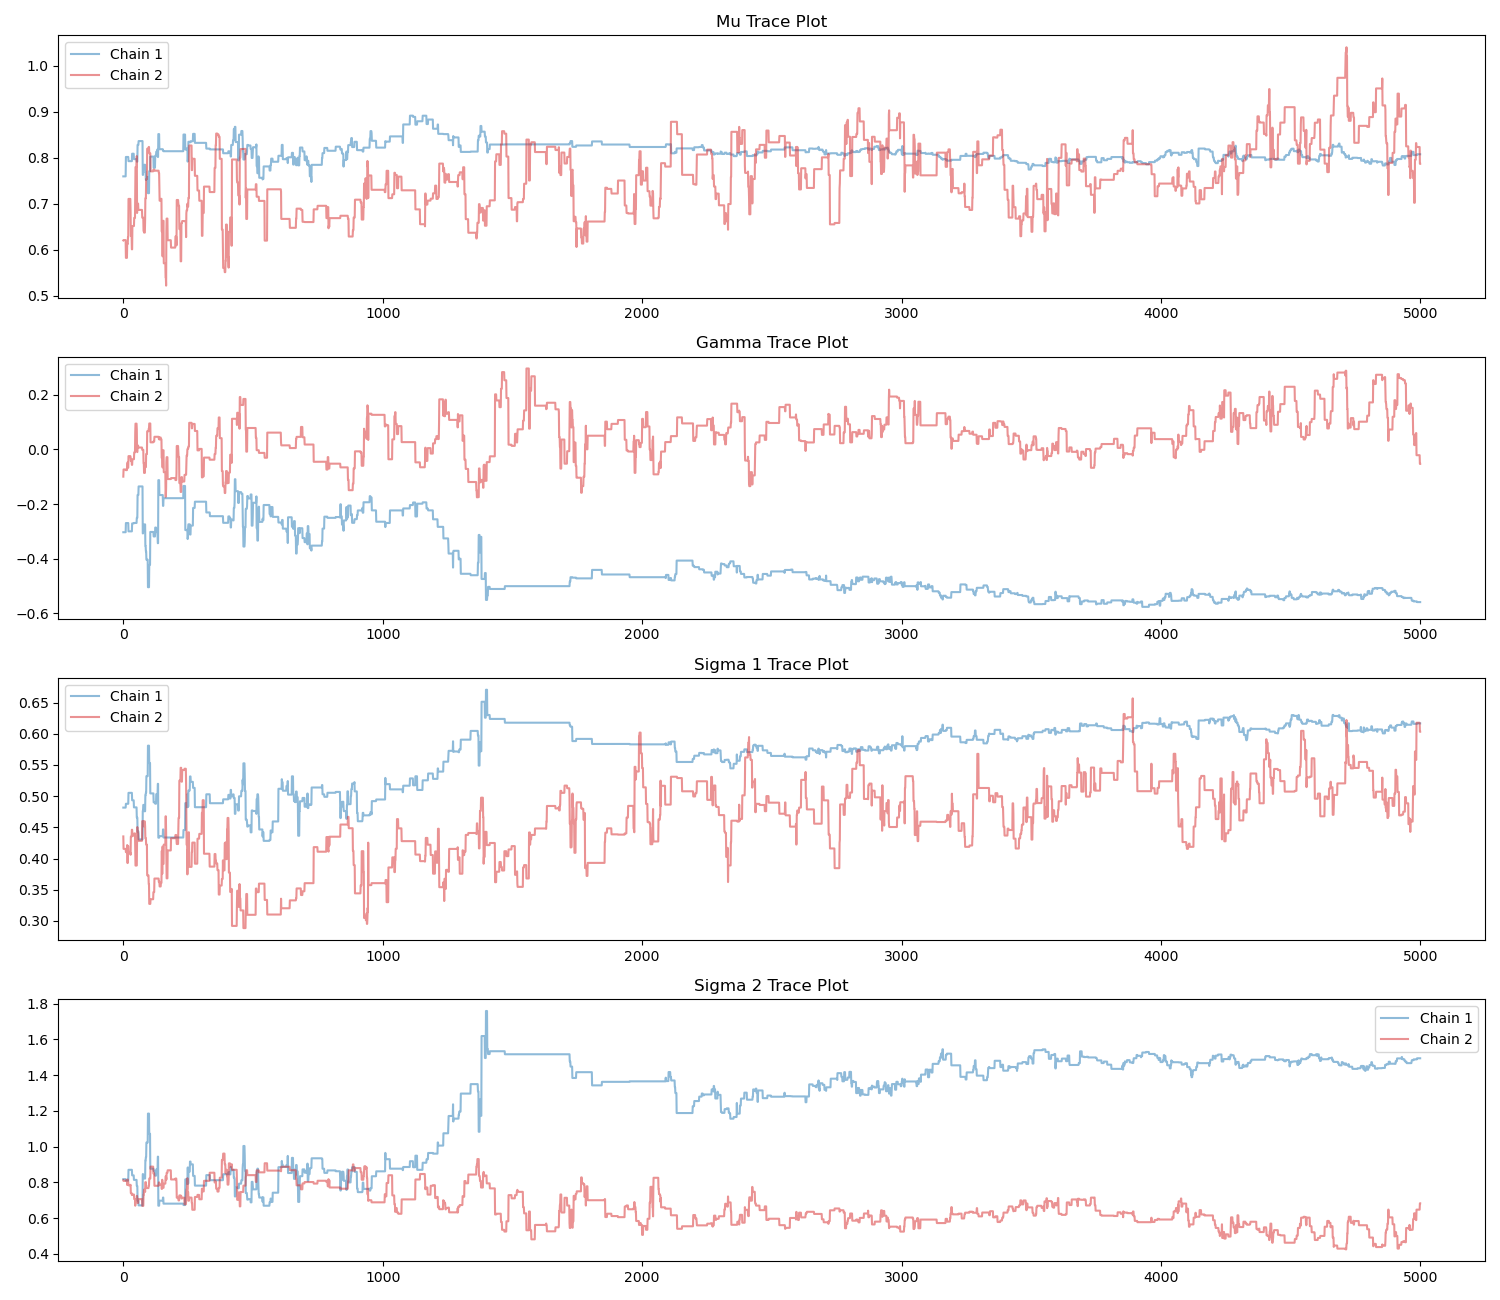 Mu Trace Plot
Chain 1
Chain 2
1.0
0.9
0.8
0.7
0.6
0.5
0 1000 2000 3000 4000 5000
Gamma Trace Plot
Chain 1
Chain 2
0.2
0.0
−0.2
−0.4
−0.6
0 1000 2000 3000 4000 5000
Sigma 1 Trace Plot
Chain 1
Chain 2
0.65
0.60
0.55
0.50
0.45
0.40
0.35
0.30
0 1000 2000 3000 4000 5000
Sigma 2 Trace Plot
Chain 1
Chain 2
1.8
1.6
1.4
1.2
1.0
0.8
0.6
0.4
0 1000 2000 3000 4000 5000